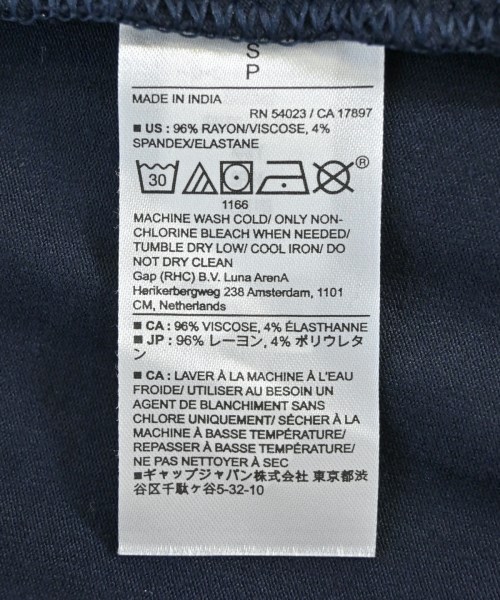 S
P
MADE IN INDIA
RN 54023 / CA 17897
■ US : 96% RAYON/VISCOSE, 4%
SPANDEX/ELASTANE
30 ®
1166
MACHINE WASH COLD/ ONLY NON-
CHLORINE BLEACH WHEN NEEDED/
TUMBLE DRY LOW/ COOL IRON/ DO
NOT DRY CLEAN
Gap (RHC) B.V. Luna ArenA
Herikerbergweg 238 Amsterdam, 1101
CM, Netherlands
■ CA : 96% VISCOSE, 4% ÉLASTHANNE
■ JP : 96% レーヨン, 4% ポリウレタ
ン
■ CA : LAVER À LA MACHINE À L'EAU
FROIDE/ UTILISER AU BESOIN UN
AGENT DE BLANCHIMENT SANS
CHLORE UNIQUEMENT/ SÉCHER À LA
MACHINE À BASSE TEMPÉRATURE/
REPASSER À BASSE TEMPÉRATURE/
NE PAS NETTOYER À SEC
■ギャップジャパン株式会社 東京都渋
谷区千駄ヶ谷5-32-10